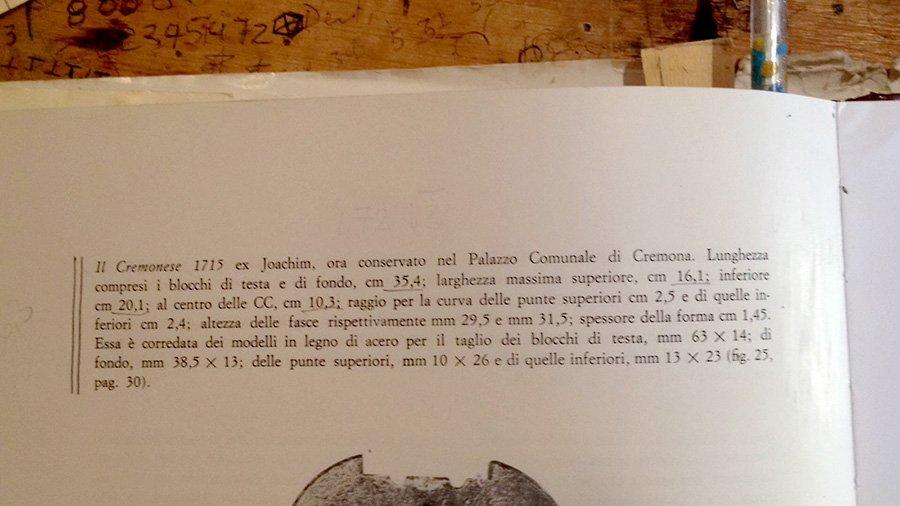 2345472
Il Cremonese 1715 ex Joachim, ora conservato nel Palazzo Comunale di Cremona. Lunghezza
compresi i blocchi di testa e di fondo, cm 35,4; larghezza massima superiore, cm 16,1; inferiore
cm 20,1; al centro delle CC, cm 10,3; raggio per la curva delle punte superiori cm 2,5 e di quelle in-
feriori cm 2,4; altezza delle fasce rispettivamente mm 29,5 e mm 31,5; spessore della forma cm 1,45.
Essa è corredata dei modelli in legno di acero per il taglio dei blocchi di testa, mm 63 × 14; di
fondo, mm 38,5 × 13; delle punte superiori, mm 10 × 26 e di quelle inferiori, mm 13 × 23 (fig. 25,
pag. 30).